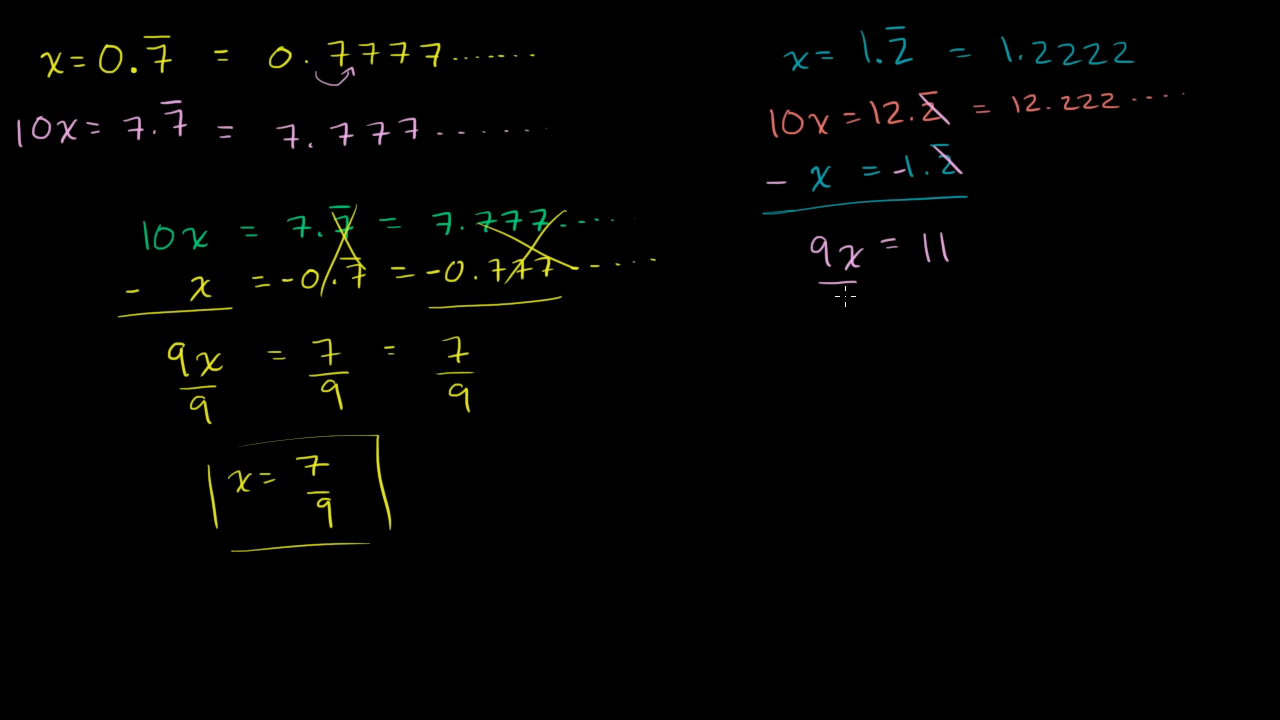 x = 0.7̅ = 0.7777.......
10x = 7.7̅ = 7.777.......
10x = 7.7̅ = 7.777.....
- x = -0.7̅ = -0.777.....
9x/9 = 7/9 = 7/9
x = 7/9
x = 1.2̅ = 1.2222
10x = 12.2̅ = 12.222....
- x = -1.2̅
9x = 11